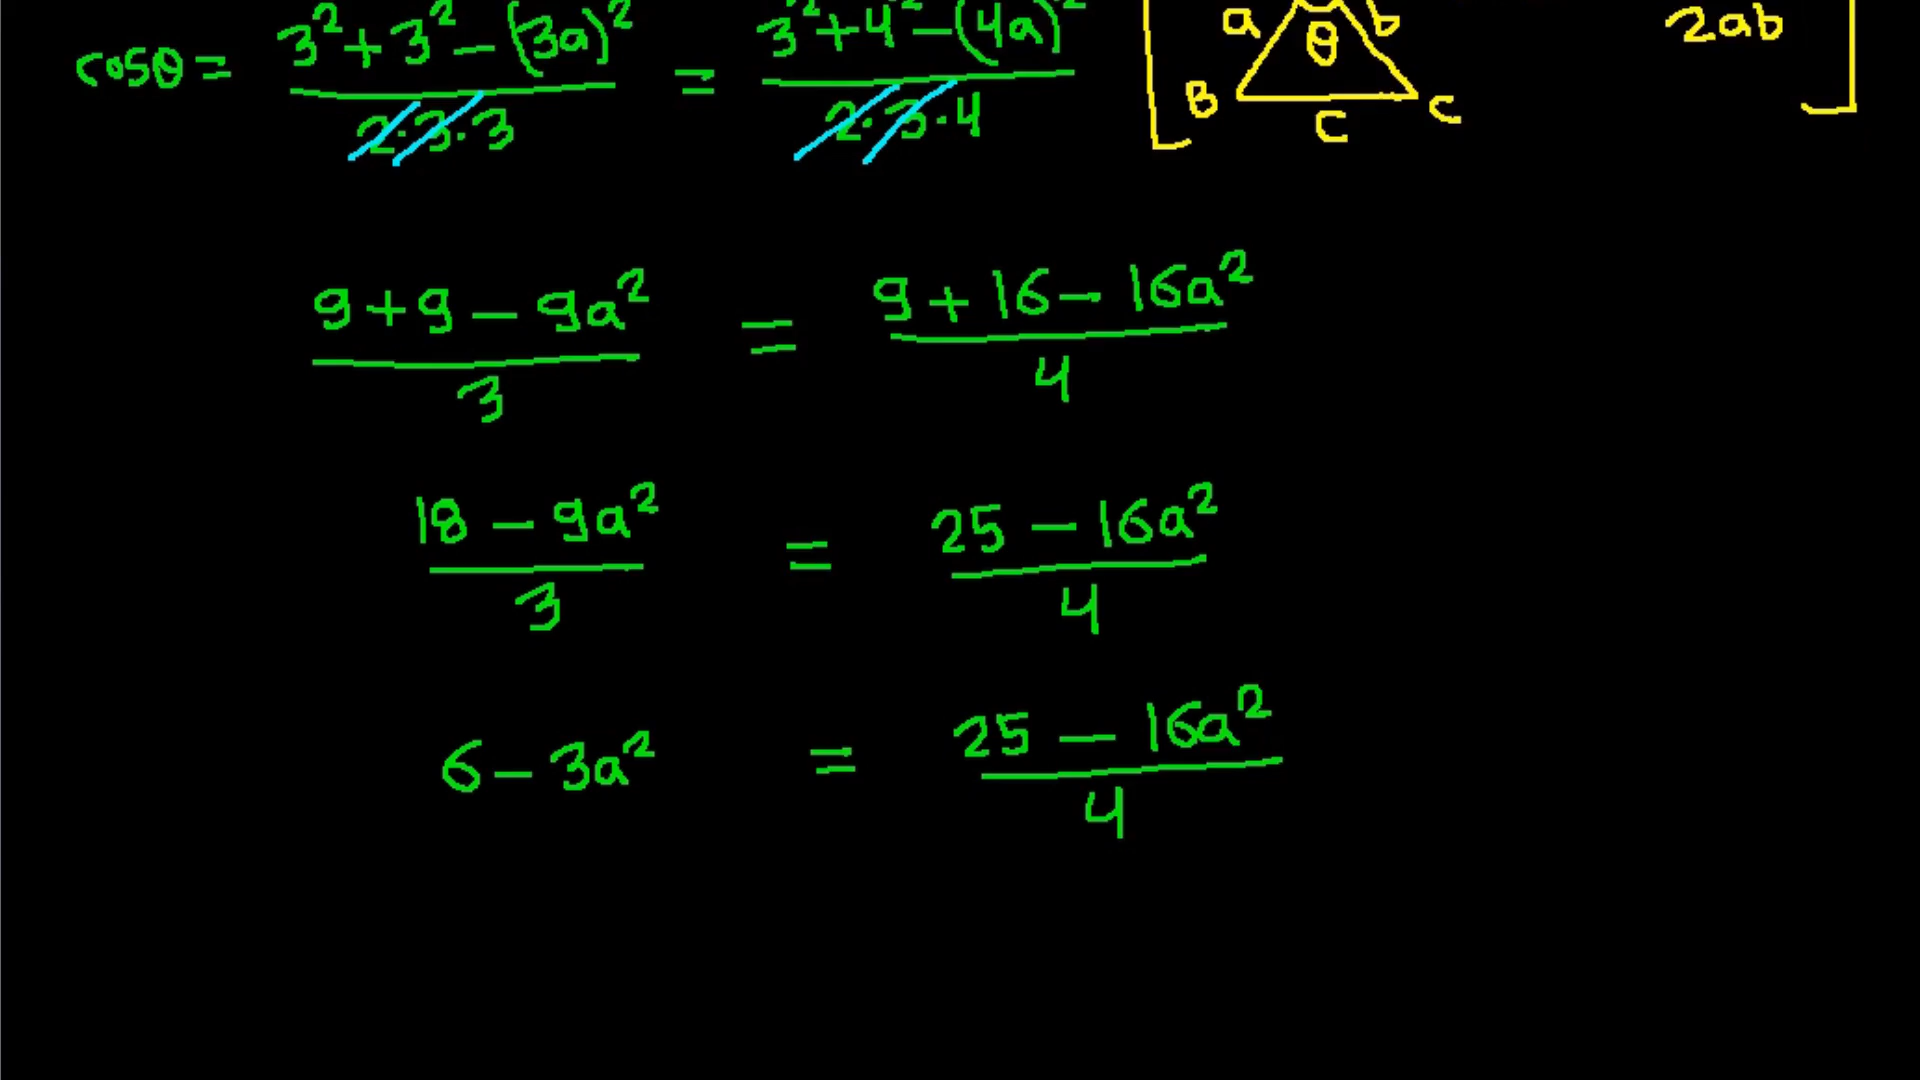 cosθ = (3² + 3² - (3a)²)/(2·3·3) = (3² + 4² - (4a)²)/(2·3·4) [ a θ b B C c 2ab ]
(9 + 9 - 9a²)/3 = (9 + 16 - 16a²)/4
(18 - 9a²)/3 = (25 - 16a²)/4
6 - 3a² = (25 - 16a²)/4